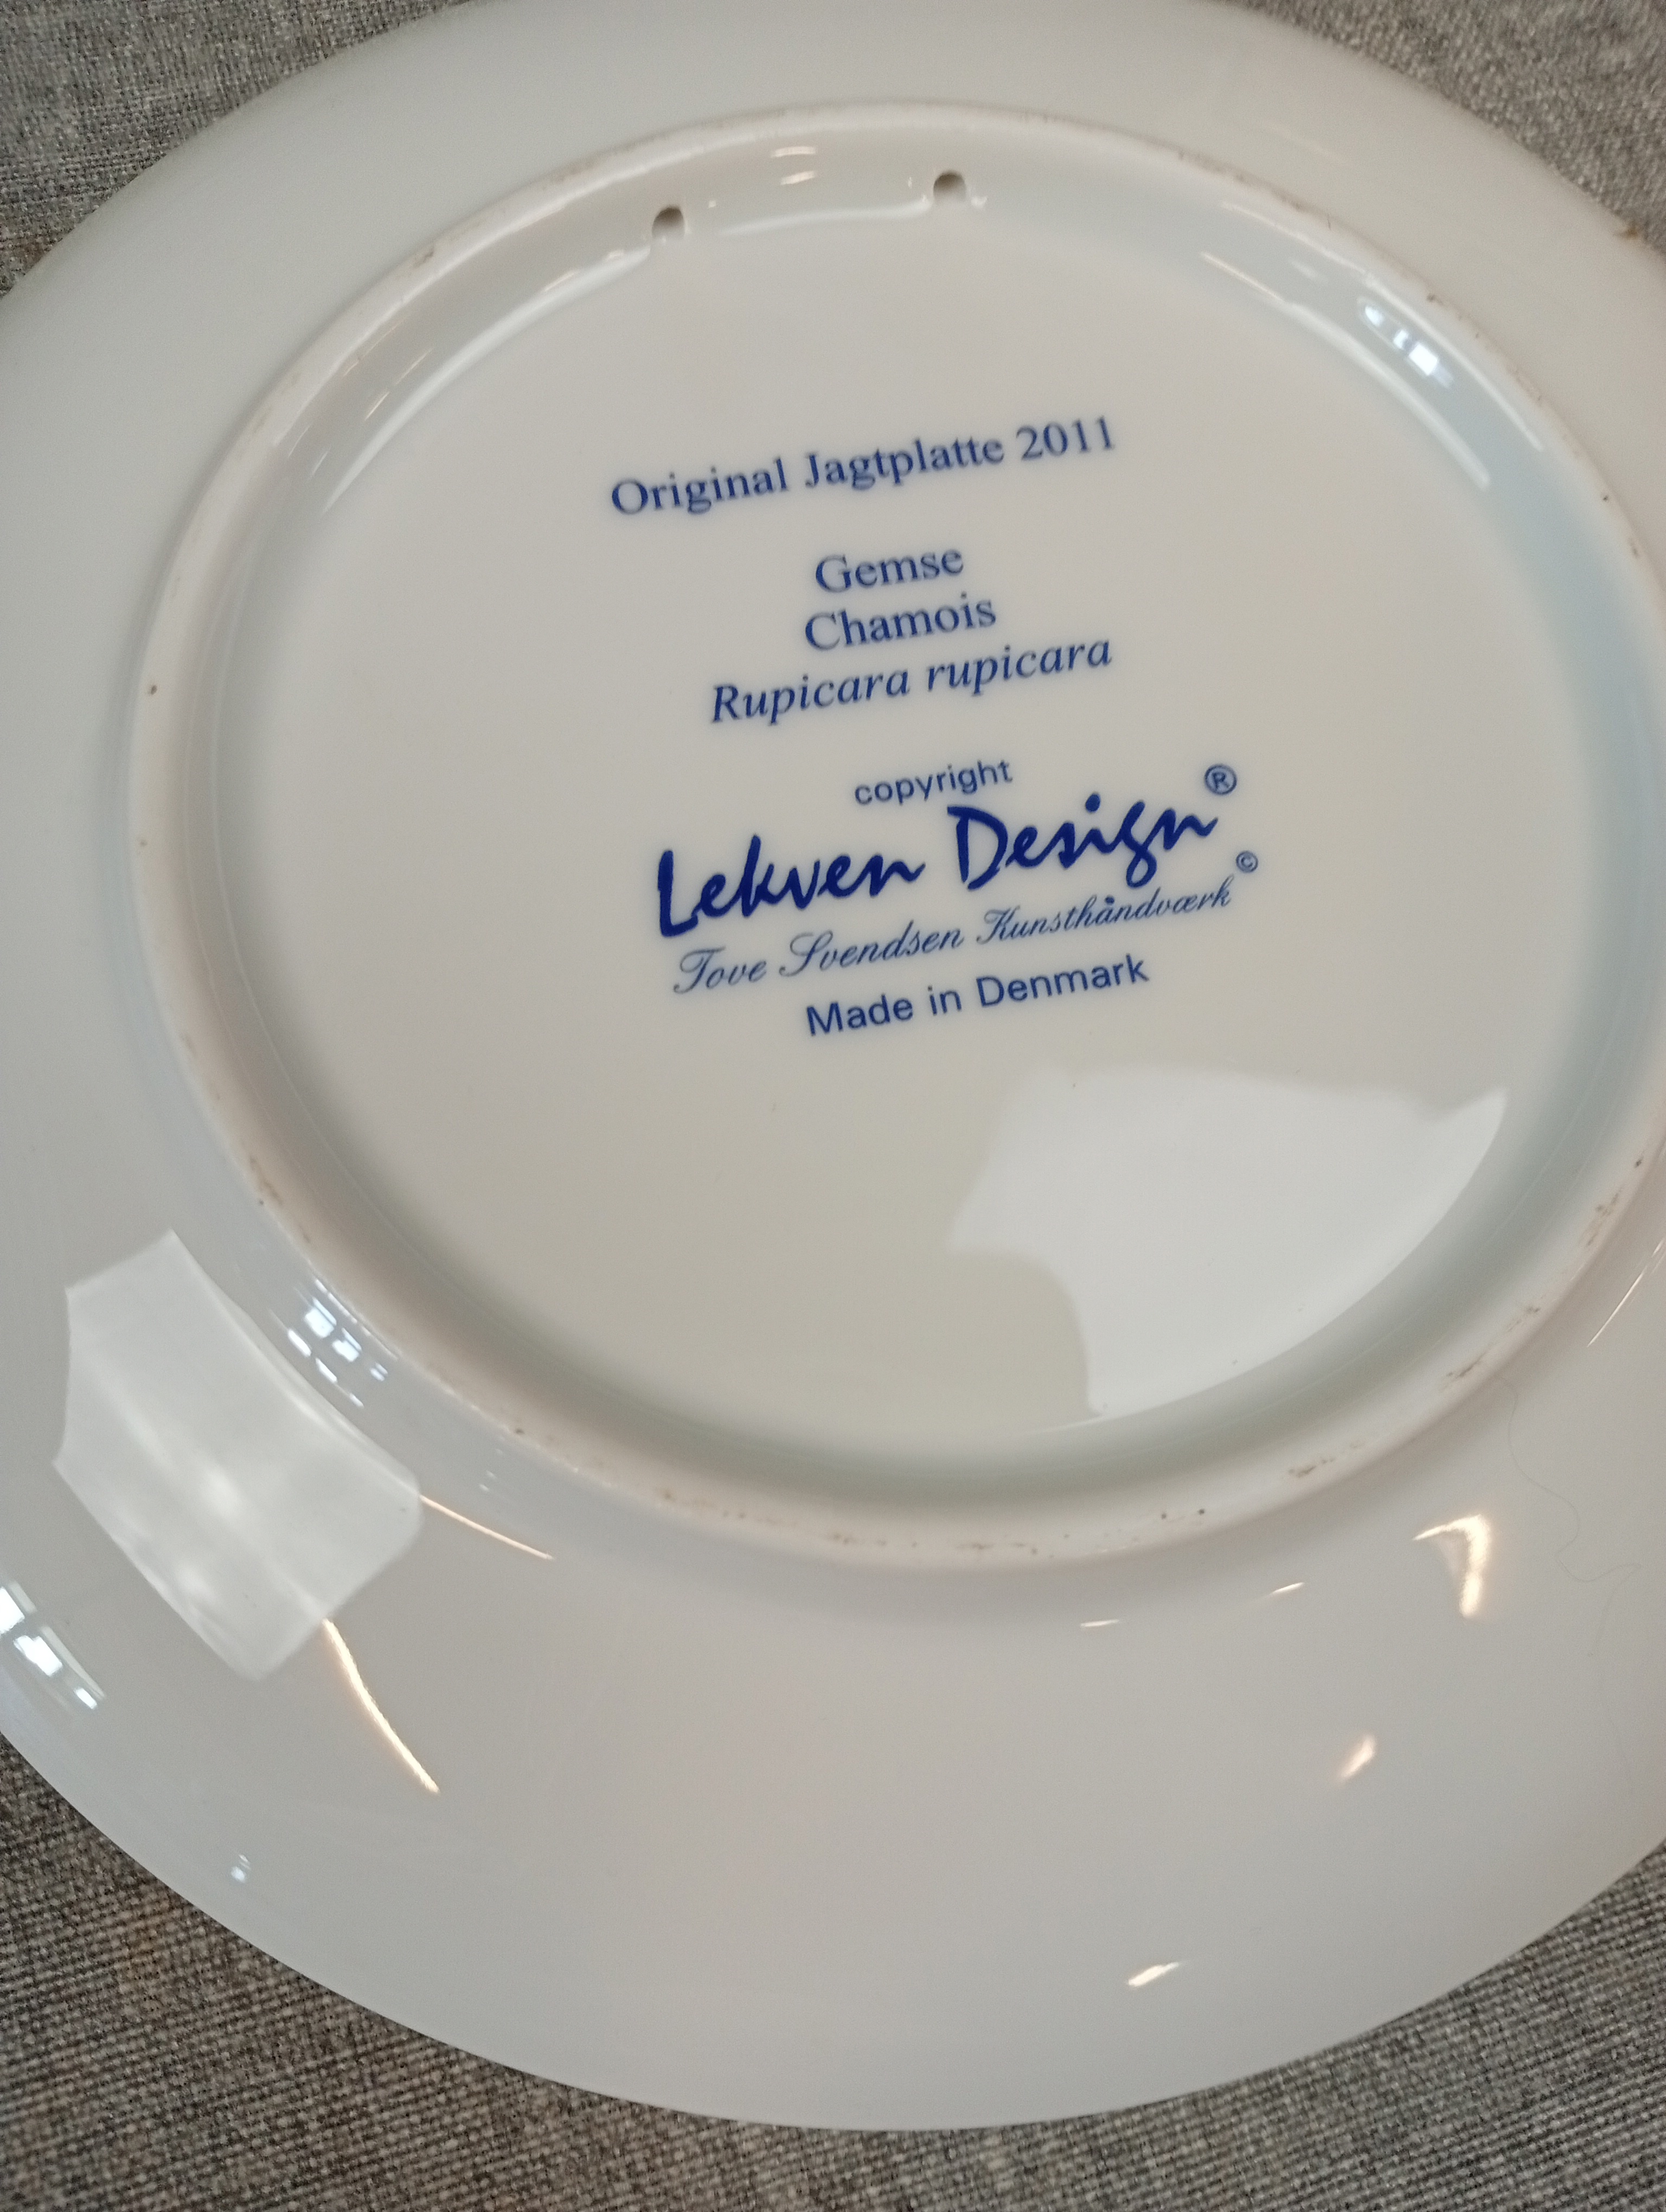 Original Jagtplatte 2011
Gemse
Chamois
Rupicara rupicara
copyright
Lekven Design®
Tove Svendsen Kunsthåndværk©
Made in Denmark